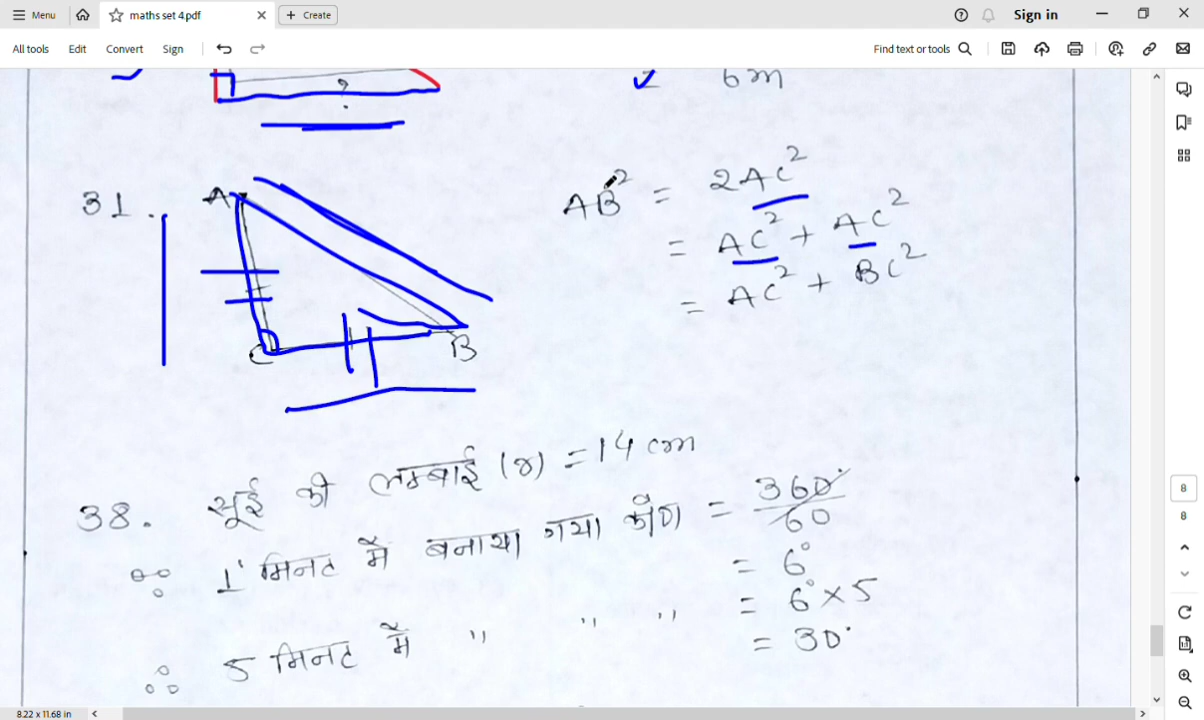 Menu
maths set 4.pdf
Create
Sign in
All tools
Edit
Convert
Sign
Find text or tools
?
6m
31.
A
C
B
AB² = 2AC²
= AC² + AC²
= AC² + BC²
38. सूई की लम्बाई (r) = 14 cm
∵ 1 मिनट में बनाया गया कोण = 360°/60
= 6°
∴ 5 मिनट में " " " = 6° × 5
= 30°
8
8
8.22 x 11.68 in